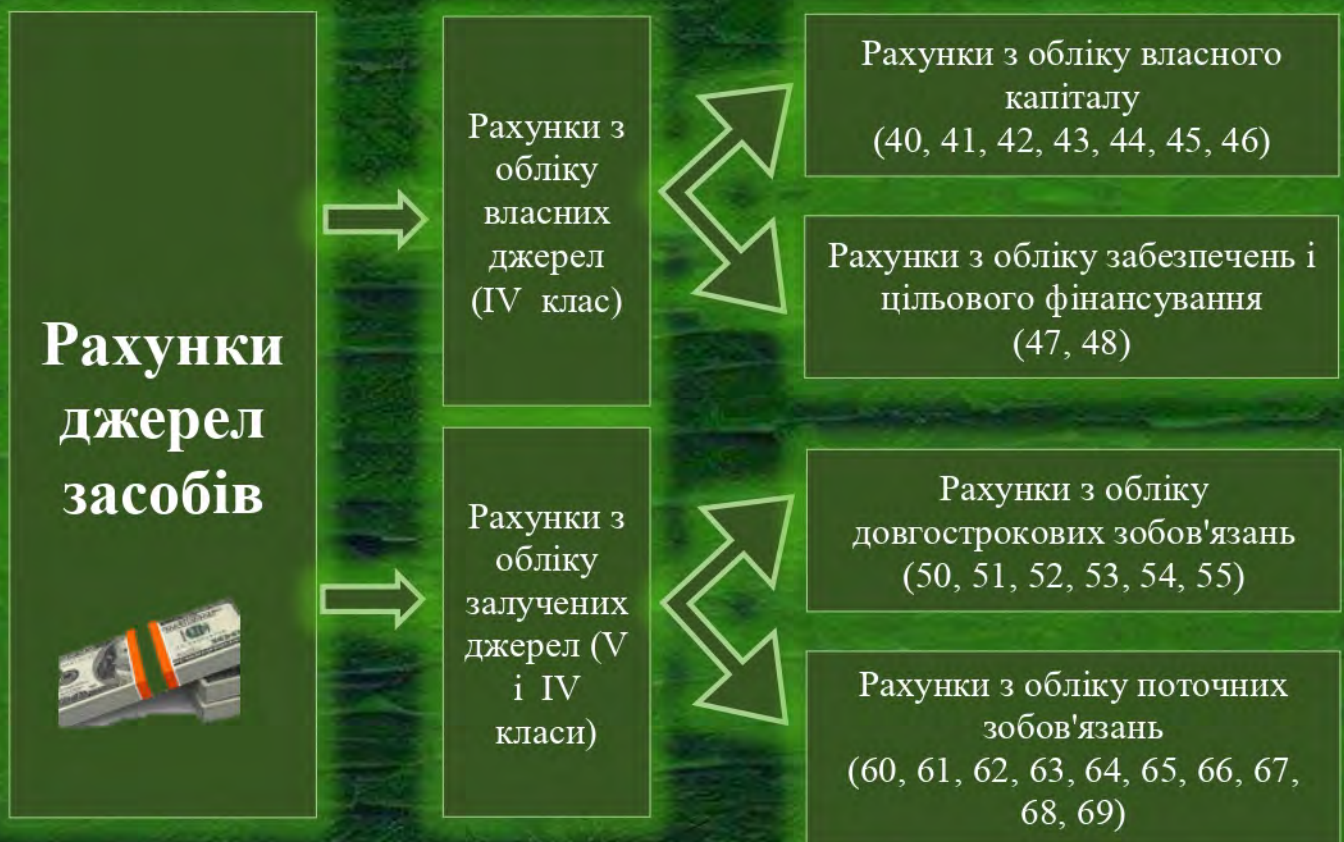 Рахунки
джерел
засобів
Рахунки з
обліку
власних
джерел
(IV клас)
Рахунки з обліку власного
капіталу
(40, 41, 42, 43, 44, 45, 46)
Рахунки з обліку забезпечень і
цільового фінансування
(47, 48)
Рахунки з
обліку
залучених
джерел (V
і IV
класи)
Рахунки з обліку
довгострокових зобов'язань
(50, 51, 52, 53, 54, 55)
Рахунки з обліку поточних
зобов'язань
(60, 61, 62, 63, 64, 65, 66, 67,
68, 69)